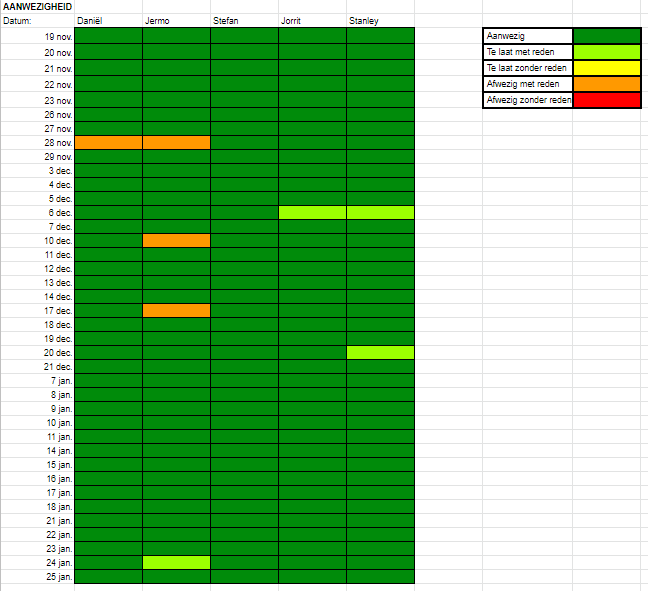 AANWEZIGHEID
Datum: Daniël Jermo Stefan Jorrit Stanley
19 nov. Aanwezig
20 nov. Te laat met reden
21 nov. Te laat zonder reden
22 nov. Afwezig met reden
23 nov. Afwezig zonder reden
26 nov.
27 nov.
28 nov.
29 nov.
3 dec.
4 dec.
5 dec.
6 dec.
7 dec.
10 dec.
11 dec.
12 dec.
13 dec.
14 dec.
17 dec.
18 dec.
19 dec.
20 dec.
21 dec.
7 jan.
8 jan.
9 jan.
10 jan.
11 jan.
14 jan.
15 jan.
16 jan.
17 jan.
18 jan.
21 jan.
22 jan.
23 jan.
24 jan.
25 jan.